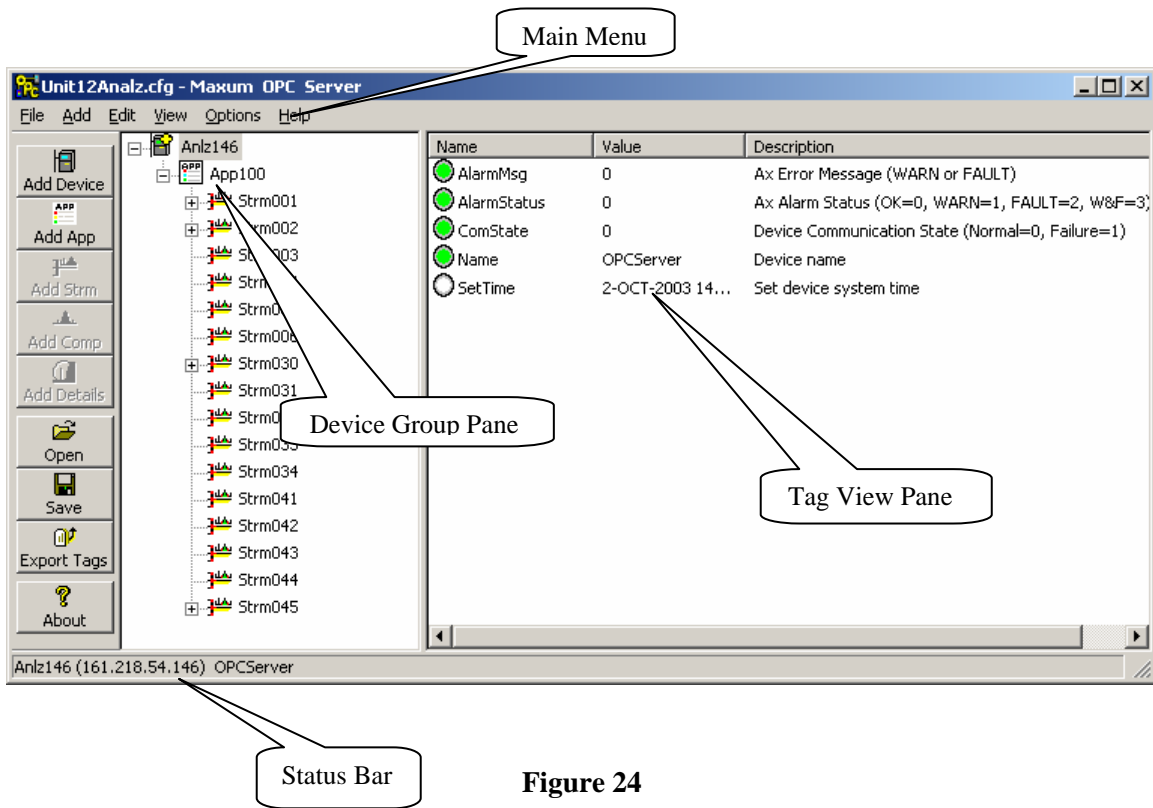 Main Menu
Unit12Analz.cfg - Maxum OPC Server
File Add Edit View Options Help
Add Device
Add App
Add Strm
Add Comp
Add Details
Open
Save
Export Tags
About
Anlz146
App100
Strm001
Strm002
Strm006
Strm030
Strm031
Strm034
Strm041
Strm042
Strm043
Strm044
Strm045
Device Group Pane
Name Value Description
AlarmMsg 0 Ax Error Message (WARN or FAULT)
AlarmStatus 0 Ax Alarm Status (OK=0, WARN=1, FAULT=2, W&F=3)
ComState 0 Device Communication State (Normal=0, Failure=1)
Name OPCServer Device name
SetTime 2-OCT-2003 14... Set device system time
Tag View Pane
Anlz146 (161.218.54.146) OPCServer
Status Bar
Figure 24